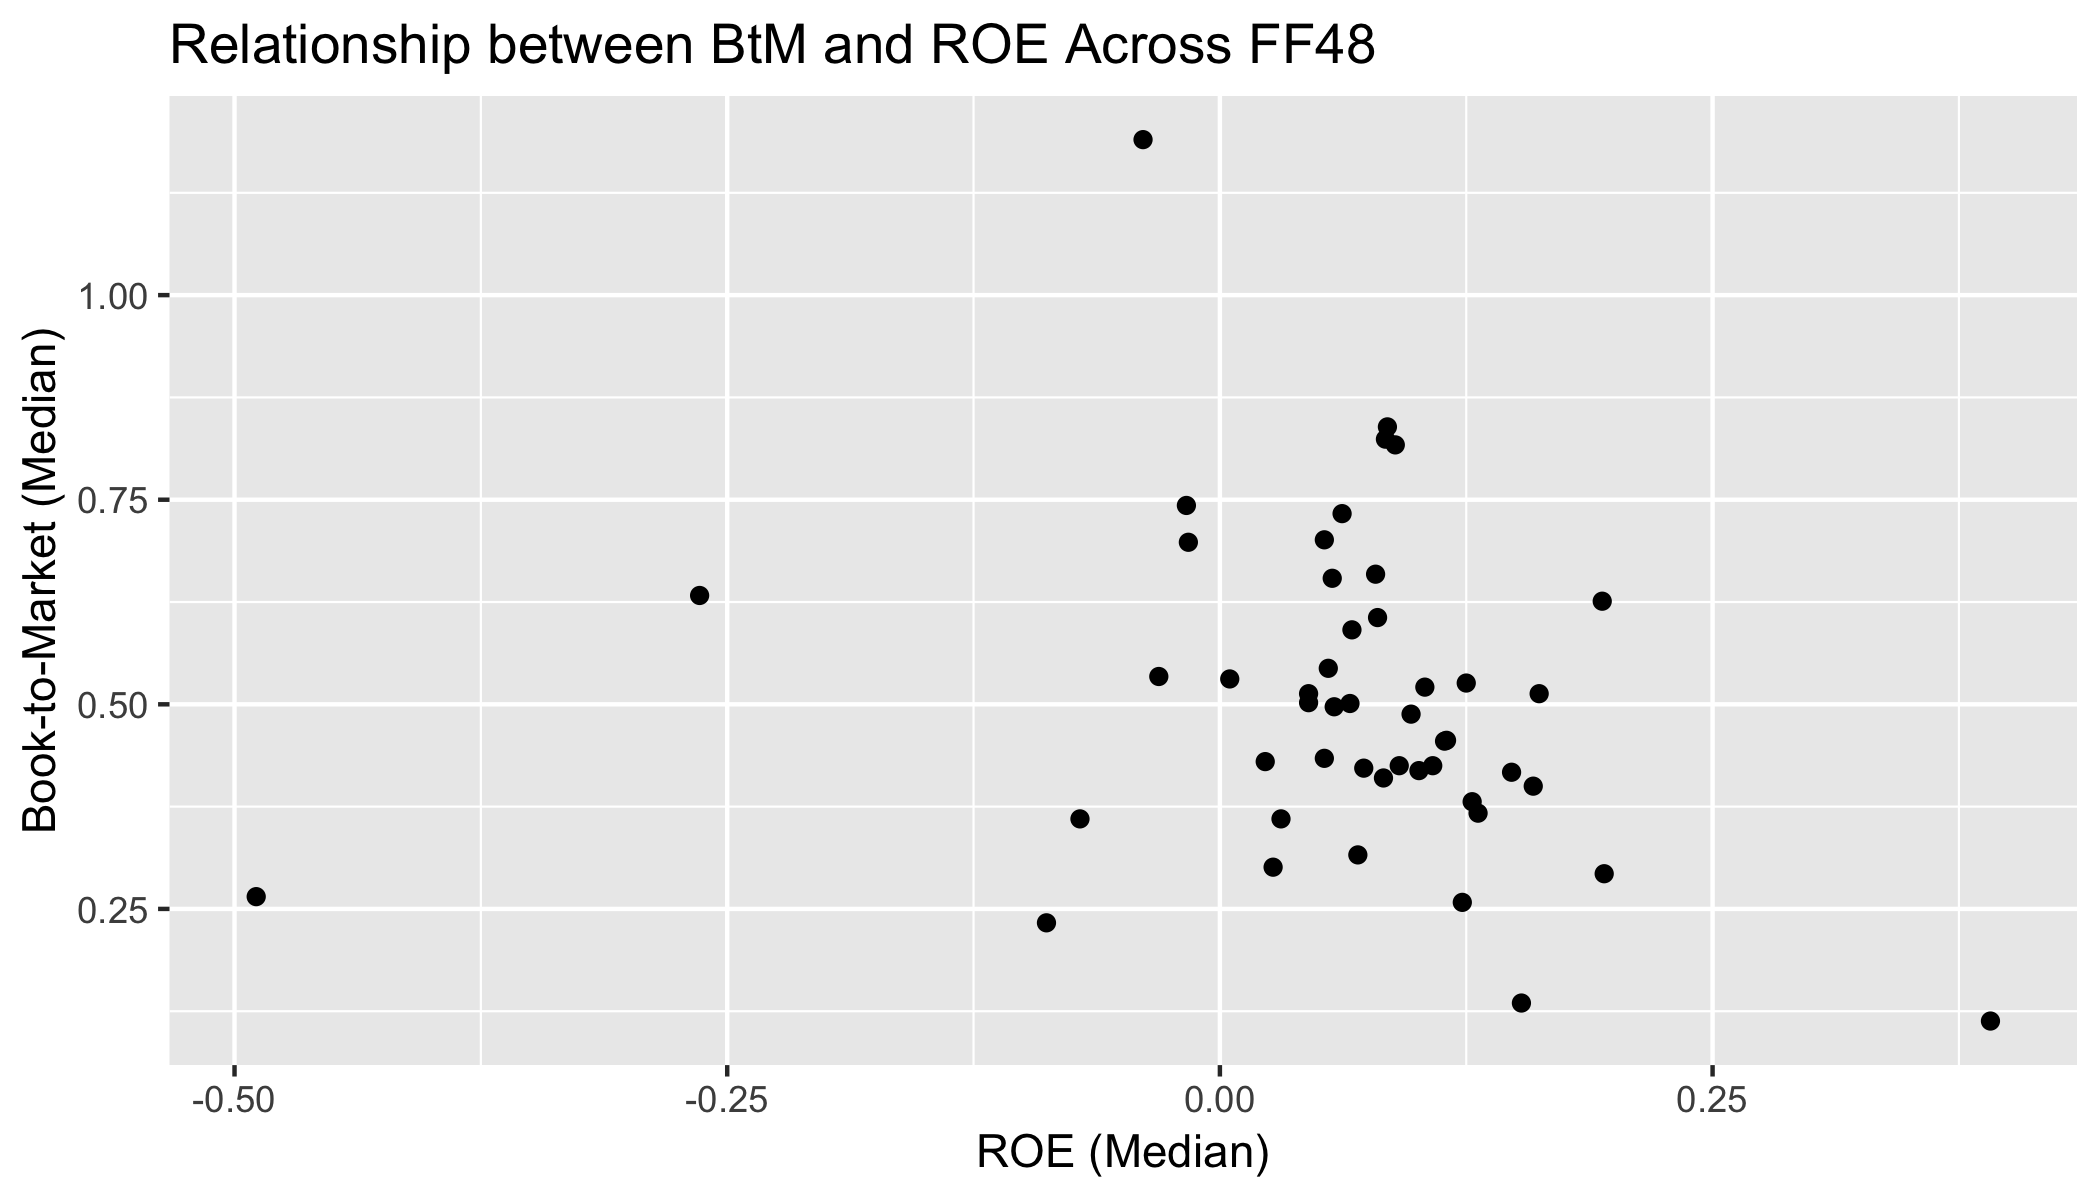 Relationship between BtM and ROE Across FF48
Book-to-Market (Median)
1.00
0.75
0.50
0.25
-0.50
-0.25
0.00
0.25
ROE (Median)